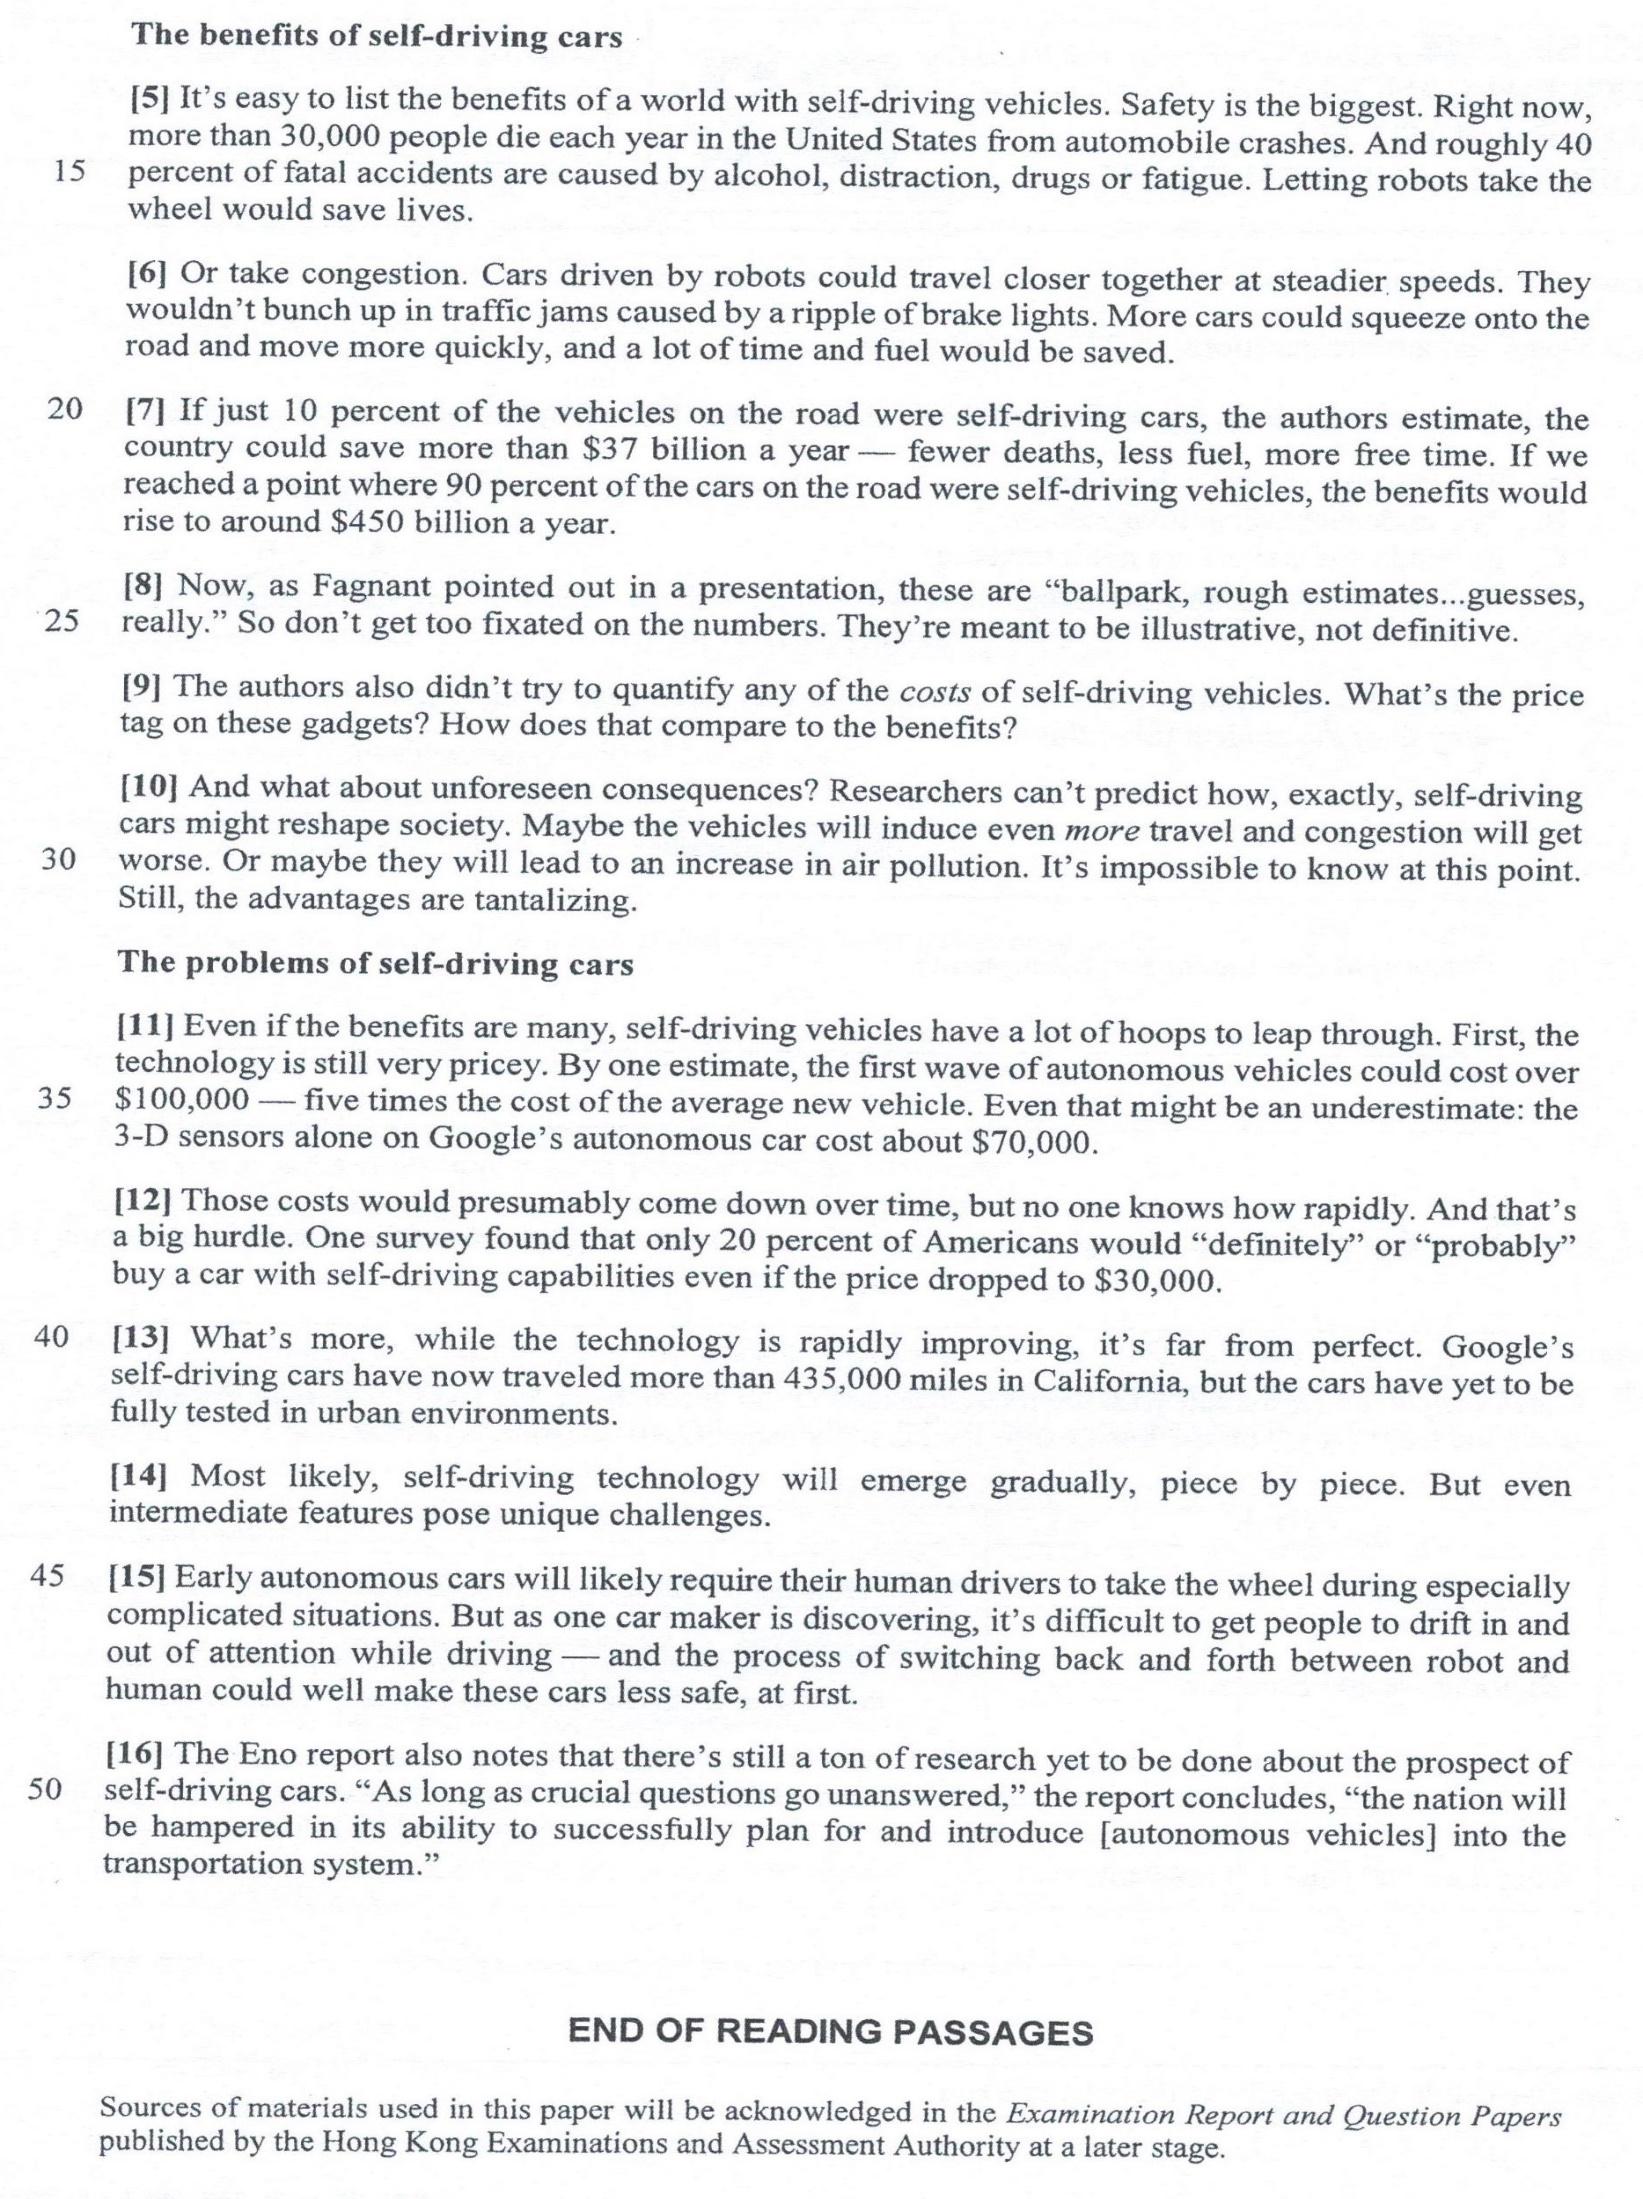 The benefits of self-driving cars
[5] It's easy to list the benefits of a world with self-driving vehicles. Safety is the biggest. Right now,
more than 30,000 people die each year in the United States from automobile crashes. And roughly 40
15 percent of fatal accidents are caused by alcohol, distraction, drugs or fatigue. Letting robots take the
wheel would save lives.
[6] Or take congestion. Cars driven by robots could travel closer together at steadier speeds. They
wouldn't bunch up in traffic jams caused by a ripple of brake lights. More cars could squeeze onto the
road and move more quickly, and a lot of time and fuel would be saved.
20 [7] If just 10 percent of the vehicles on the road were self-driving cars, the authors estimate, the
country could save more than $37 billion a year — fewer deaths, less fuel, more free time. If we
reached a point where 90 percent of the cars on the road were self-driving vehicles, the benefits would
rise to around $450 billion a year.
[8] Now, as Fagnant pointed out in a presentation, these are "ballpark, rough estimates...guesses,
25 really." So don't get too fixated on the numbers. They're meant to be illustrative, not definitive.
[9] The authors also didn't try to quantify any of the costs of self-driving vehicles. What's the price
tag on these gadgets? How does that compare to the benefits?
[10] And what about unforeseen consequences? Researchers can't predict how, exactly, self-driving
cars might reshape society. Maybe the vehicles will induce even more travel and congestion will get
30 worse. Or maybe they will lead to an increase in air pollution. It's impossible to know at this point.
Still, the advantages are tantalizing.
The problems of self-driving cars
[11] Even if the benefits are many, self-driving vehicles have a lot of hoops to leap through. First, the
technology is still very pricey. By one estimate, the first wave of autonomous vehicles could cost over
35 $100,000 — five times the cost of the average new vehicle. Even that might be an underestimate: the
3-D sensors alone on Google's autonomous car cost about $70,000.
[12] Those costs would presumably come down over time, but no one knows how rapidly. And that's
a big hurdle. One survey found that only 20 percent of Americans would "definitely" or "probably"
buy a car with self-driving capabilities even if the price dropped to $30,000.
40 [13] What's more, while the technology is rapidly improving, it's far from perfect. Google's
self-driving cars have now traveled more than 435,000 miles in California, but the cars have yet to be
fully tested in urban environments.
[14] Most likely, self-driving technology will emerge gradually, piece by piece. But even
intermediate features pose unique challenges.
45 [15] Early autonomous cars will likely require their human drivers to take the wheel during especially
complicated situations. But as one car maker is discovering, it's difficult to get people to drift in and
out of attention while driving — and the process of switching back and forth between robot and
human could well make these cars less safe, at first.
[16] The Eno report also notes that there's still a ton of research yet to be done about the prospect of
50 self-driving cars. "As long as crucial questions go unanswered," the report concludes, "the nation will
be hampered in its ability to successfully plan for and introduce [autonomous vehicles] into the
transportation system."
END OF READING PASSAGES
Sources of materials used in this paper will be acknowledged in the Examination Report and Question Papers
published by the Hong Kong Examinations and Assessment Authority at a later stage.